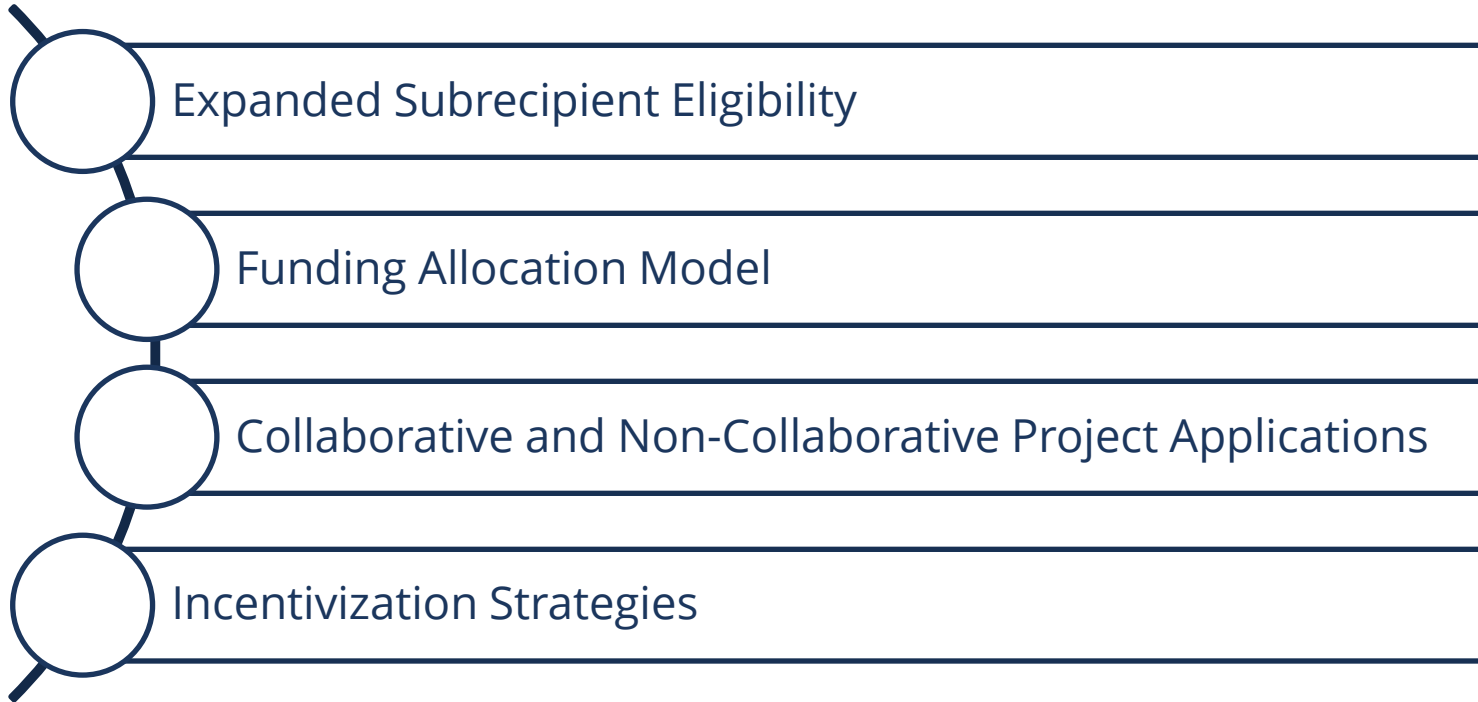 Expanded Subrecipient Eligibility
Funding Allocation Model
Collaborative and Non-Collaborative Project Applications
Incentivization Strategies